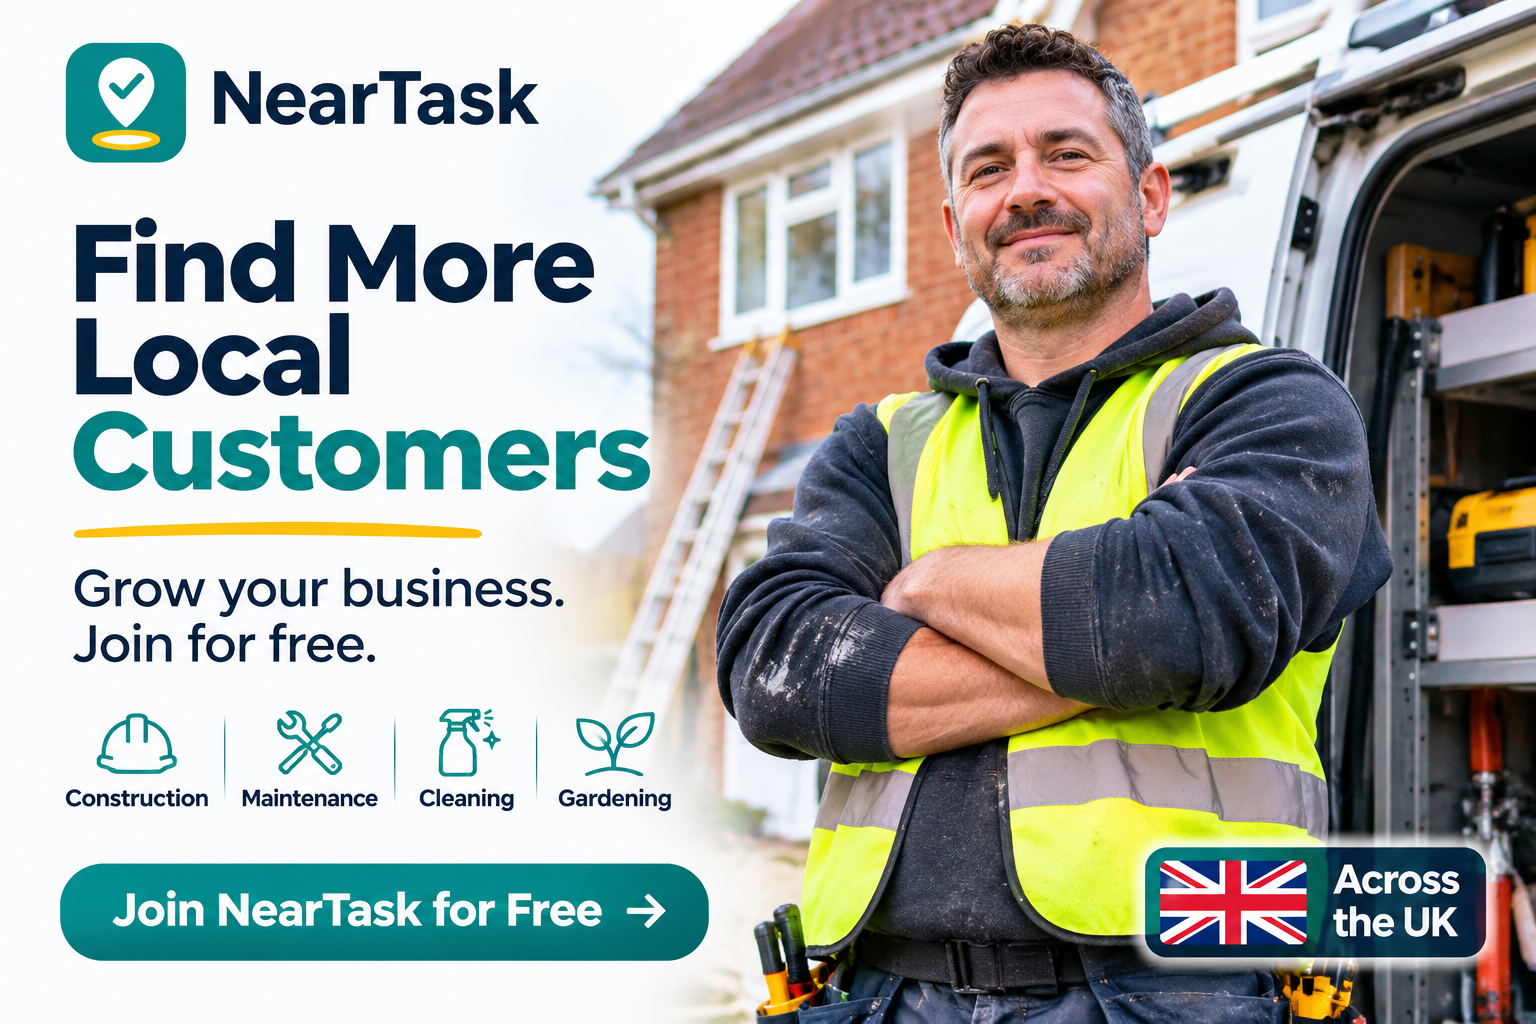 NearTask
Find More
Local
Customers
Grow your business.
Join for free.
Construction
Maintenance
Cleaning
Gardening
Join NearTask for Free →
Across
the UK